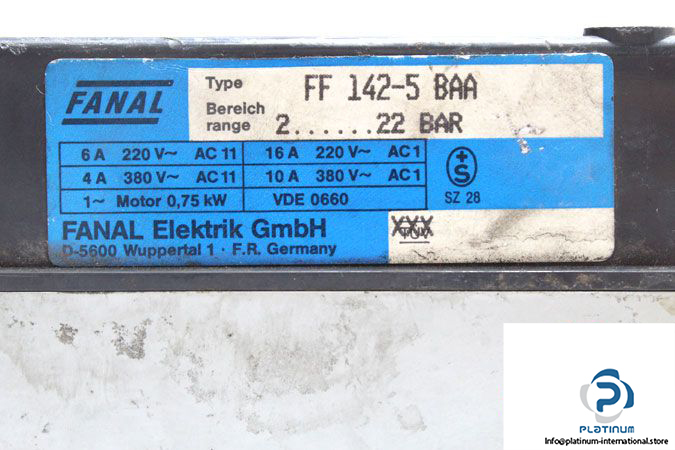 FANAL
Type FF 142-5 BAA
Bereich
range 2......22 BAR
6 A 220 V~ AC 11 16 A 220 V~ AC 1
4 A 380 V~ AC 11 10 A 380 V~ AC 1
1~ Motor 0,75 kW VDE 0660
+S
SZ 28
FANAL Elektrik GmbH
D-5600 Wuppertal 1 · F.R. Germany
XXX
P
PLATINUM
Info@platinum-international.store